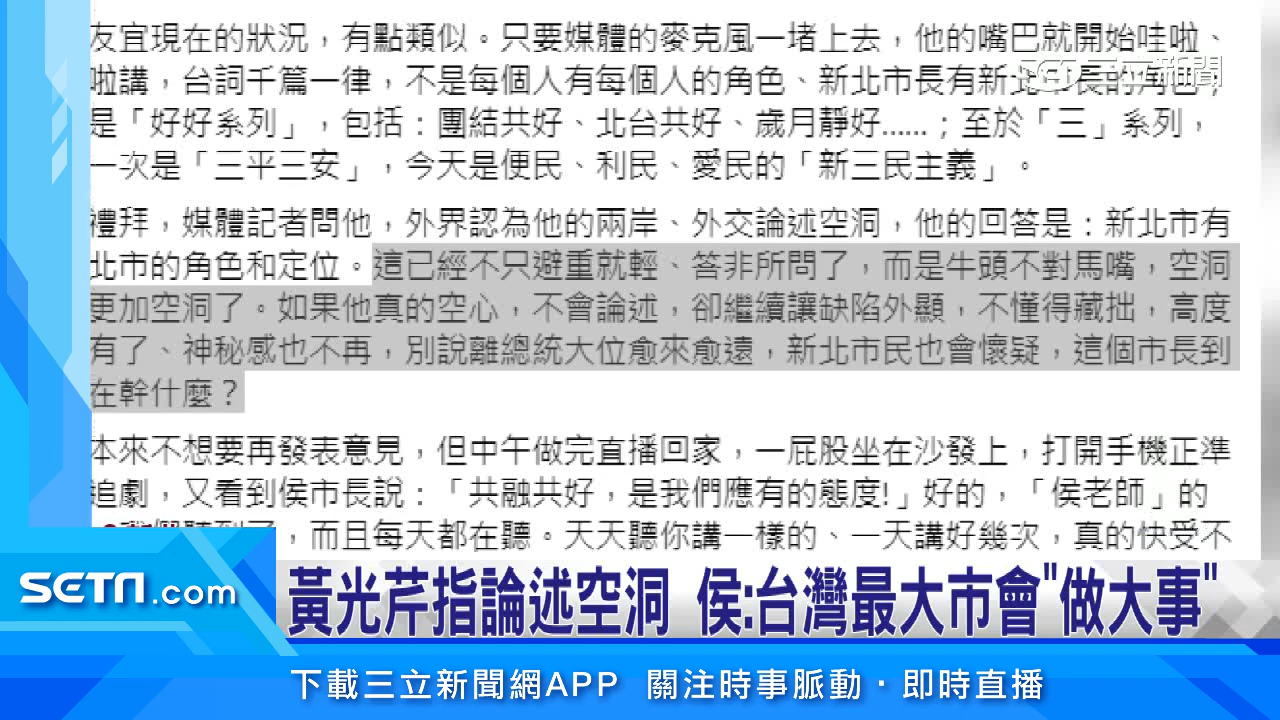 友宜現在的狀況，有點類似。只要媒體的麥克風一堵上去，他的嘴巴就開始哇啦、
啦講，台詞千篇一律，不是每個人有每個人的角色、新北市長有新北市長的角色，
是「好好系列」，包括：團結共好、北台共好、歲月靜好……；至於「三」系列，
一次是「三平三安」，今天是便民、利民、愛民的「新三民主義」。
禮拜，媒體記者問他，外界認為他的兩岸、外交論述空洞，他的回答是：新北市有
北市的角色和定位。這已經不只避重就輕、答非所問了，而是牛頭不對馬嘴，空洞
更加空洞了。如果他真的空心，不會論述，卻繼續讓缺陷外顯，不懂得藏拙，高度
有了、神秘感也不再，別說離總統大位愈來愈遠，新北市民也會懷疑，這個市長到
在幹什麼？
本來不想要再發表意見，但中午做完直播回家，一屁股坐在沙發上，打開手機正準
追劇，又看到侯市長說：「共融共好，是我們應有的態度!」好的，「侯老師」的
聽到了，而且每天都在聽。天天聽你講一樣的、一天講好幾次，真的快受不
SETN 三立新聞
SETN.com
黃光芹指論述空洞 侯:台灣最大市會"做大事"
下載三立新聞網APP 關注時事脈動．即時直播